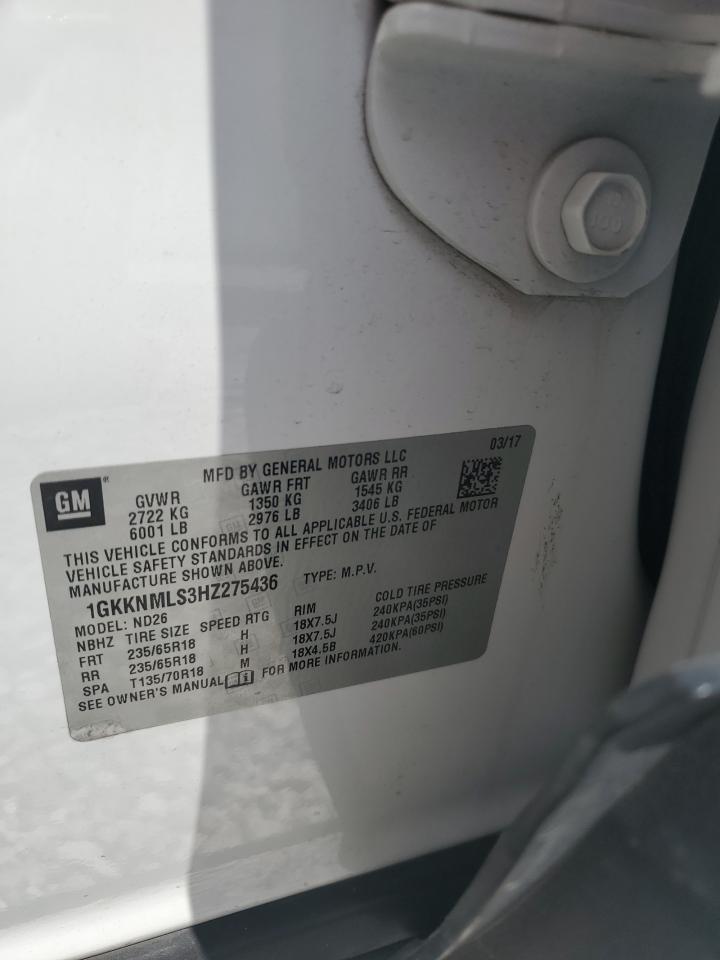 03/17
MFD BY GENERAL MOTORS LLC
GM®
GVWR GAWR FRT GAWR RR
2722 KG 1350 KG 1545 KG
6001 LB 2976 LB 3406 LB
THIS VEHICLE CONFORMS TO ALL APPLICABLE U.S. FEDERAL MOTOR
VEHICLE SAFETY STANDARDS IN EFFECT ON THE DATE OF
MANUFACTURE SHOWN ABOVE.
1GKKNMLS3HZ275436 TYPE: M.P.V.
MODEL: ND26
NBHZ TIRE SIZE SPEED RTG RIM COLD TIRE PRESSURE
FRT 235/65R18 H 18X7.5J 240KPA(35PSI)
RR 235/65R18 H 18X7.5J 240KPA(35PSI)
SPA T135/70R18 M 18X4.5B 420KPA(60PSI)
SEE OWNER'S MANUAL FOR MORE INFORMATION.